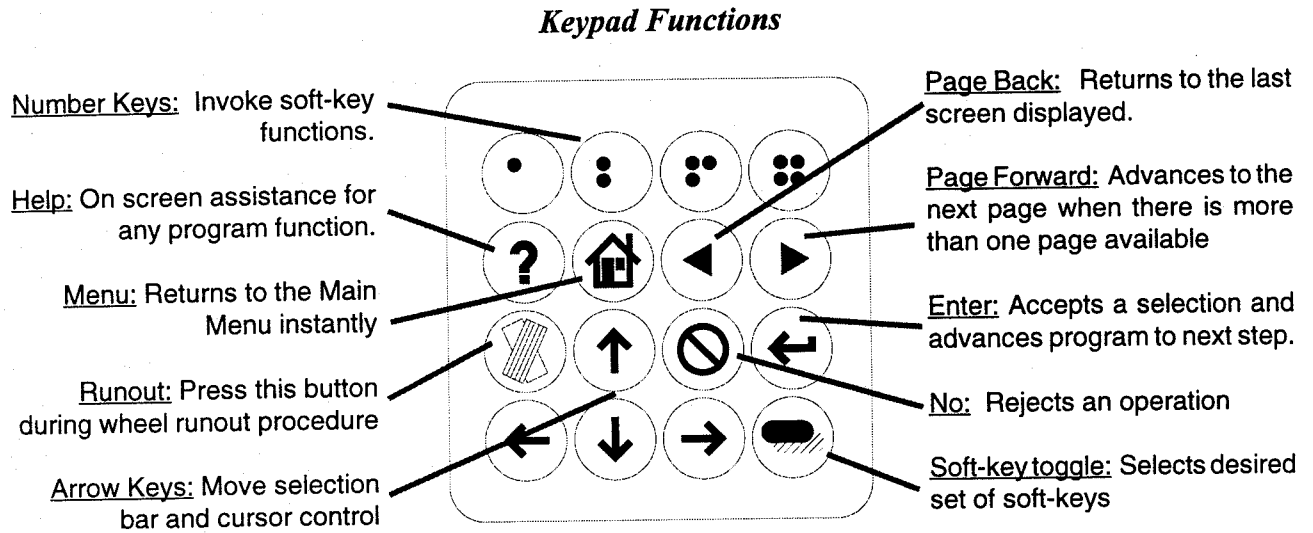 Keypad Functions
Number Keys: Invoke soft-key
functions.
Help: On screen assistance for
any program function.
Menu: Returns to the Main
Menu instantly
Runout: Press this button
during wheel runout procedure
Arrow Keys: Move selection
bar and cursor control
?
Page Back: Returns to the last
screen displayed.
Page Forward: Advances to the
next page when there is more
than one page available
Enter: Accepts a selection and
advances program to next step.
No: Rejects an operation
Soft-key toggle: Selects desired
set of soft-keys